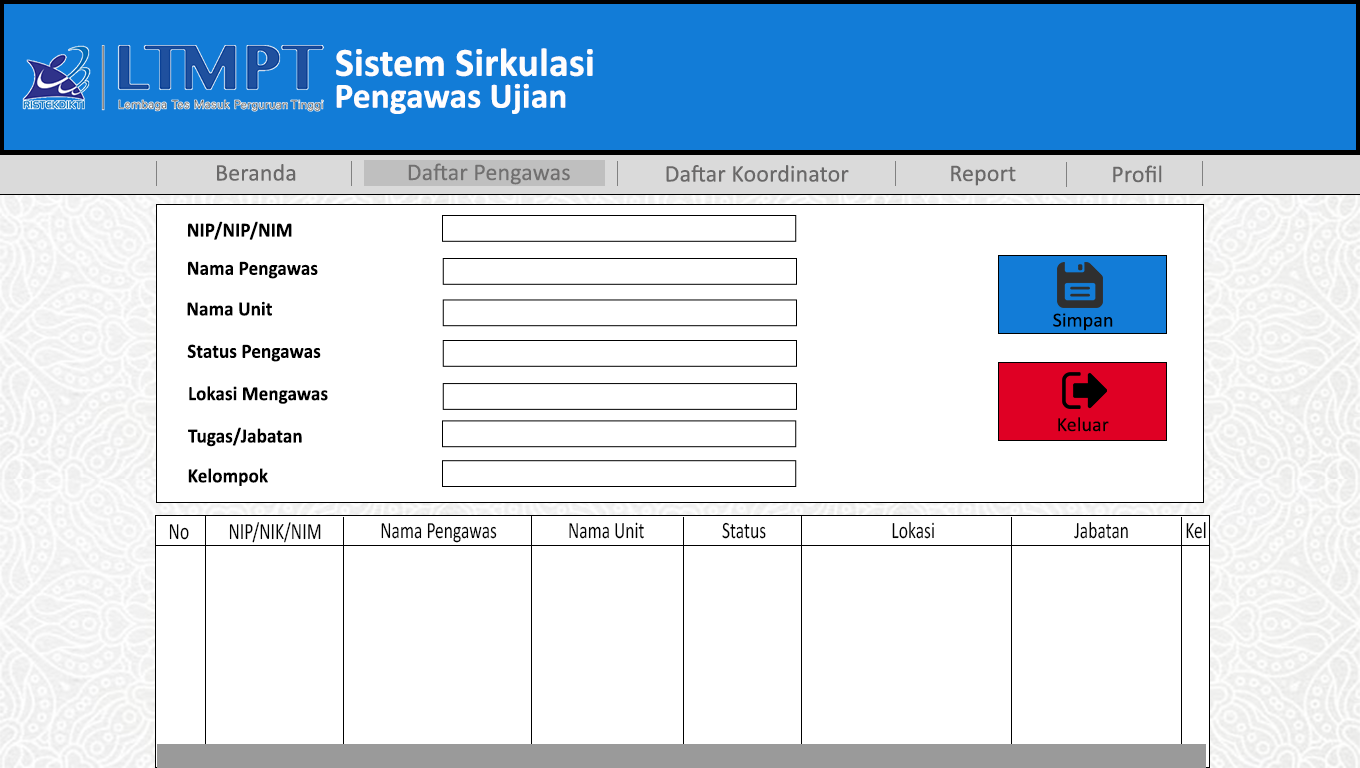 LTMPT
Lembaga Tes Masuk Perguruan Tinggi
RISTEKDIKTI
Sistem Sirkulasi
Pengawas Ujian
Beranda
Daftar Pengawas
Daftar Koordinator
Report
Profil
NIP/NIP/NIM
Nama Pengawas
Nama Unit
Status Pengawas
Lokasi Mengawas
Tugas/Jabatan
Kelompok
Simpan
Keluar
No
NIP/NIK/NIM
Nama Pengawas
Nama Unit
Status
Lokasi
Jabatan
Kel